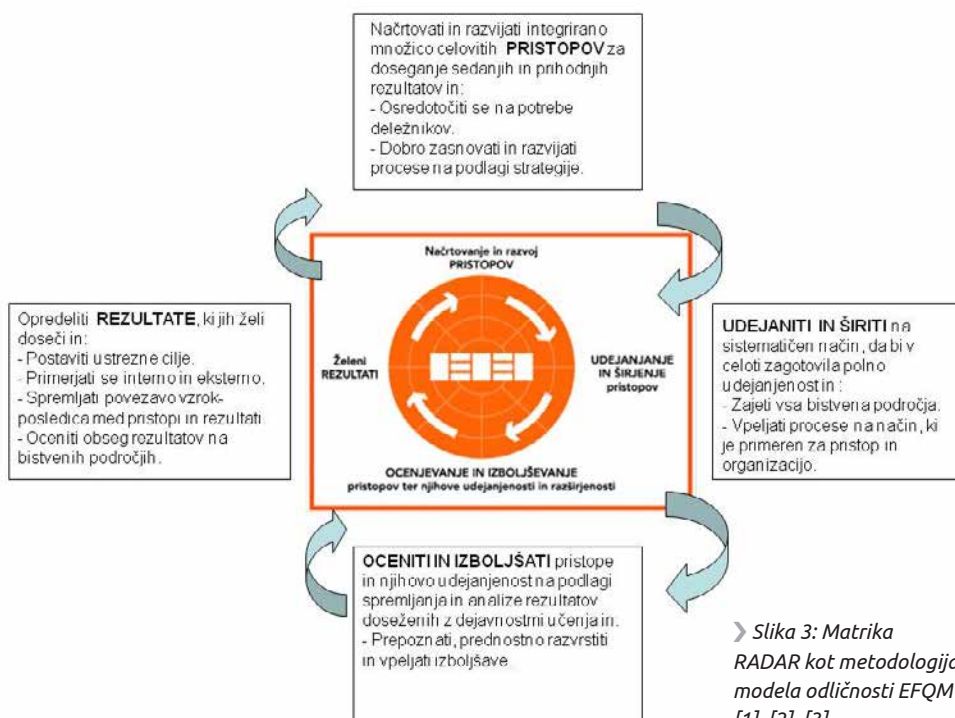 Načrtovati in razvijati integrirano
množico celovitih PRISTOPOV za
doseganje sedanjih in prihodnjih
rezultatov in:
- Osredotočiti se na potrebe
deležnikov.
- Dobro zasnovati in razvijati
procese na podlagi strategije.
Opredeliti REZULTATE, ki jih želi
doseči in:
- Postaviti ustrezne cilje.
- Primerjati se interno in eksterno.
- Spremljati povezavo vzrok-
posledica med pristopi in rezultati.
- Oceniti obseg rezultatov na
bistvenih področjih.
Načrtovanje in razvoj
PRISTOPOV
Želeni
REZULTATI
UDEJANJANJE
IN ŠIRJENJE
pristopov
OCENJEVANJE IN IZBOLJŠEVANJE
pristopov ter njihove udejanjenosti in razširjenosti
UDEJANITI IN ŠIRITI na
sistematičen način, da bi v
celoti zagotovila polno
udejanjenost in :
- Zajeti vsa bistvena področja.
- Vpeljati procese na način, ki
je primeren za pristop in
organizacijo.
OCENITI IN IZBOLJŠATI pristope
in njihovo udejanjenost na podlagi
spremljanja in analize rezultatov
doseženih z dejavnostmi učenja in:
- Prepoznati, prednostno razvrstiti
in vpeljati izboljšave.
Slika 3: Matrika
RADAR kot metodologija
modela odličnosti EFQM
[1], [2], [3]